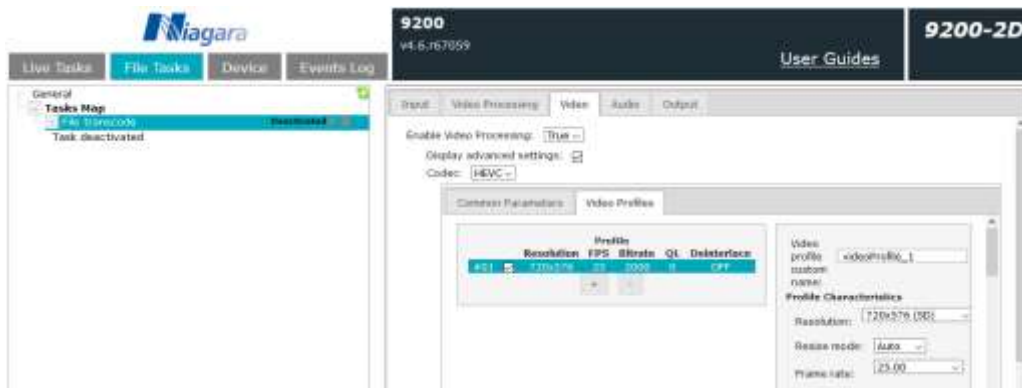 Niagara
9200
v4.6.r67059
User Guides
9200-2D
Live Tasks File Tasks Device Events Log
General
Tasks Map
File transcode Deactivated
Task deactivated
Input Video Processing Video Audio Output
Enable Video Processing: True
Display advanced settings:
Codec: HEVC
Common Parameters Video Profiles
Profile
Resolution FPS Bitrate QL Deinterlace
#01 720x576 25 2000 0 OFF
+ -
Video profile custom name: videoProfile_1
Profile Characteristics
Resolution: 720x576 (SD)
Resize mode: Auto
Frame rate: 25.00